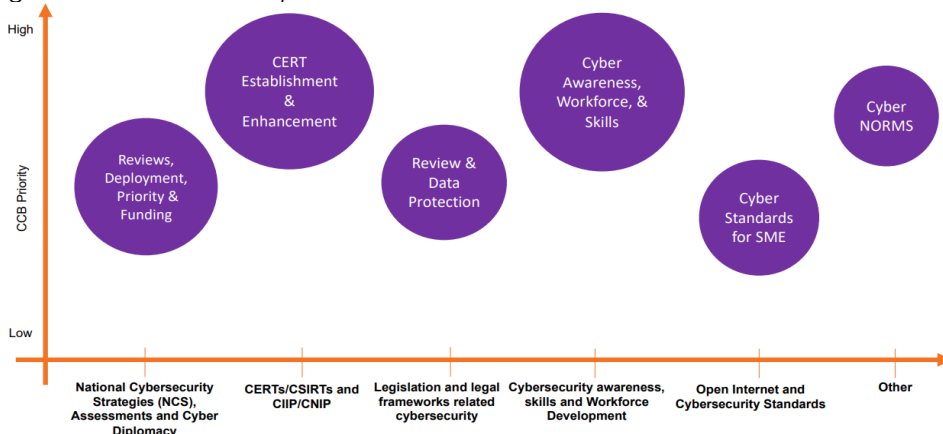 High
CERT
Establishment
&
Enhancement
Cyber
Awareness,
Workforce, &
Skills
Cyber
NORMS
Reviews,
Deployment,
Priority &
Funding
Review &
Data
Protection
Cyber
Standards
for SME
CCB Priority
Low
National Cybersecurity
Strategies (NCS),
Assessments and Cyber
Diplomacy
CERTs/CSIRTs and
CIIP/CNIP
Legislation and legal
frameworks related
cybersecurity
Cybersecurity awareness,
skills and Workforce
Development
Open Internet and
Cybersecurity Standards
Other